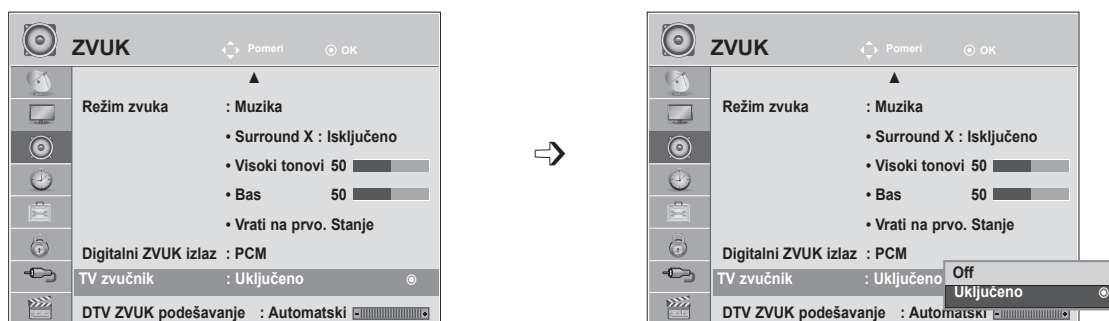 ZVUK
Pomeri
OK
Režim zvuka : Muzika
• Surround X : Isključeno
• Visoki tonovi 50
• Bas 50
• Vrati na prvo. Stanje
Digitalni ZVUK izlaz : PCM
TV zvučnik : Uključeno
DTV ZVUK podešavanje : Automatski
ZVUK
Pomeri
OK
Režim zvuka : Muzika
• Surround X : Isključeno
• Visoki tonovi 50
• Bas 50
• Vrati na prvo. Stanje
Digitalni ZVUK izlaz : PCM
TV zvučnik : Uključeno
Off
Uključeno
DTV ZVUK podešavanje : Automatski